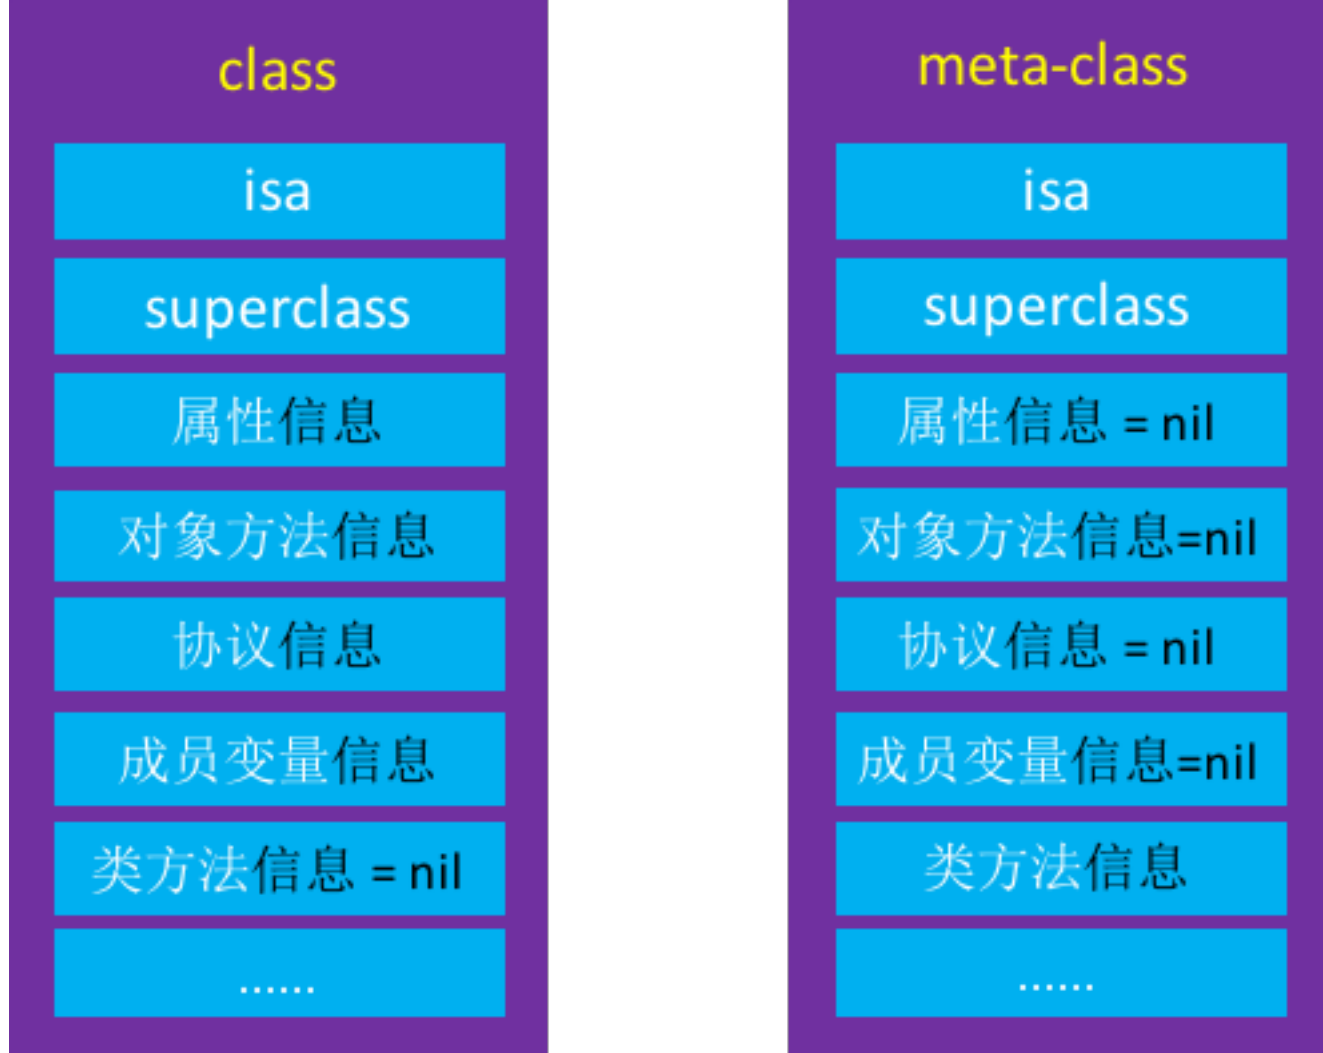 class
isa
superclass
属性信息
对象方法信息
协议信息
成员变量信息
类方法信息 = nil
......
meta-class
isa
superclass
属性信息 = nil
对象方法信息=nil
协议信息 = nil
成员变量信息=nil
类方法信息
......